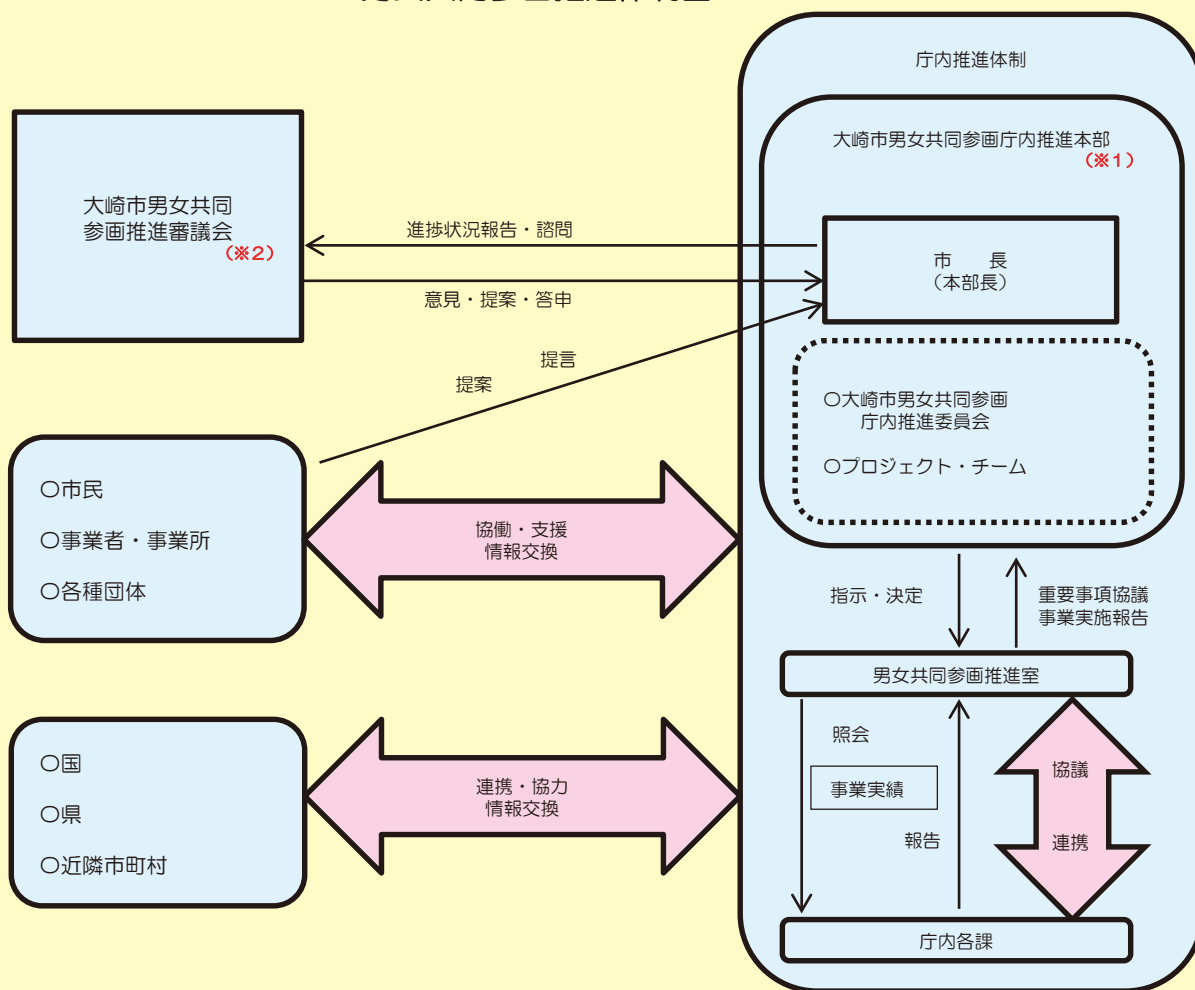 庁内推進体制
大崎市男女共同参画庁内推進本部
(※1)
大崎市男女共同
参画推進審議会
(※2)
進捗状況報告・諮問
意見・提案・答申
市　長
(本部長)
提案
提言
〇大崎市男女共同参画
庁内推進委員会
〇プロジェクト・チーム
〇市民
〇事業者・事業所
〇各種団体
協働・支援
情報交換
指示・決定
重要事項協議
事業実施報告
男女共同参画推進室
〇国
〇県
〇近隣市町村
連携・協力
情報交換
照会
事業実績
報告
協議
連携
庁内各課